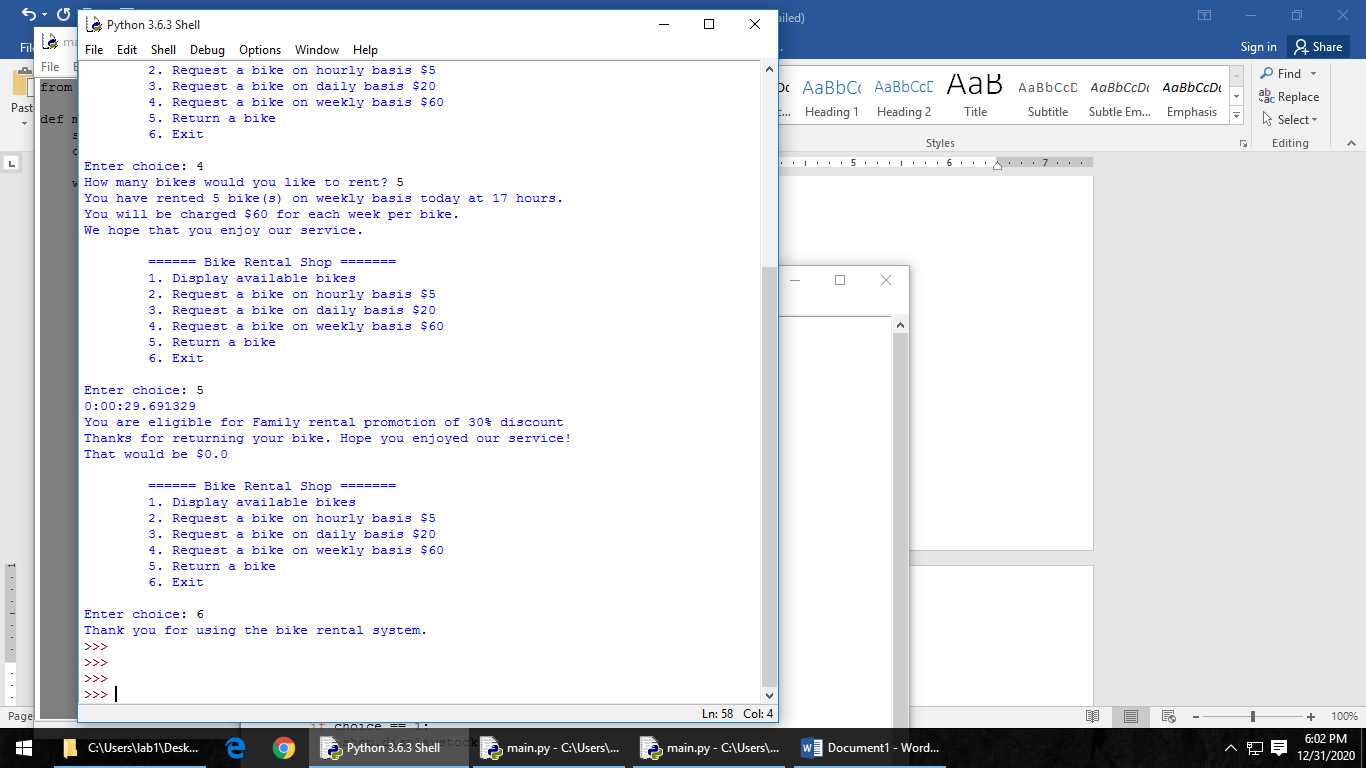 Python 3.6.3 Shell
File Edit Shell Debug Options Window Help
2. Request a bike on hourly basis $5
3. Request a bike on daily basis $20
4. Request a bike on weekly basis $60
5. Return a bike
6. Exit
Enter choice: 4
How many bikes would you like to rent? 5
You have rented 5 bike(s) on weekly basis today at 17 hours.
You will be charged $60 for each week per bike.
We hope that you enjoy our service.
====== Bike Rental Shop =======
1. Display available bikes
2. Request a bike on hourly basis $5
3. Request a bike on daily basis $20
4. Request a bike on weekly basis $60
5. Return a bike
6. Exit
Enter choice: 5
0:00:29.691329
You are eligible for Family rental promotion of 30% discount
Thanks for returning your bike. Hope you enjoyed our service!
That would be $0.0
====== Bike Rental Shop =======
1. Display available bikes
2. Request a bike on hourly basis $5
3. Request a bike on daily basis $20
4. Request a bike on weekly basis $60
5. Return a bike
6. Exit
Enter choice: 6
Thank you for using the bike rental system.
>>>
>>>
>>>
>>>
Ln: 58 Col: 4
File
from
def
Sign in Share
AaBbCc AaBbCcD AaB AaBbCcD AaBbCcDc AaBbCcDc
Heading 1 Heading 2 Title Subtitle Subtle Em... Emphasis
Styles
Find
Replace
Select
Editing
5 6 7
if choice == 1:
Page
100%
C:\Users\lab1\Desk... Python 3.6.3 Shell main.py - C:\Users\... main.py - C:\Users\... Document1 - Word...
6:02 PM
12/31/2020